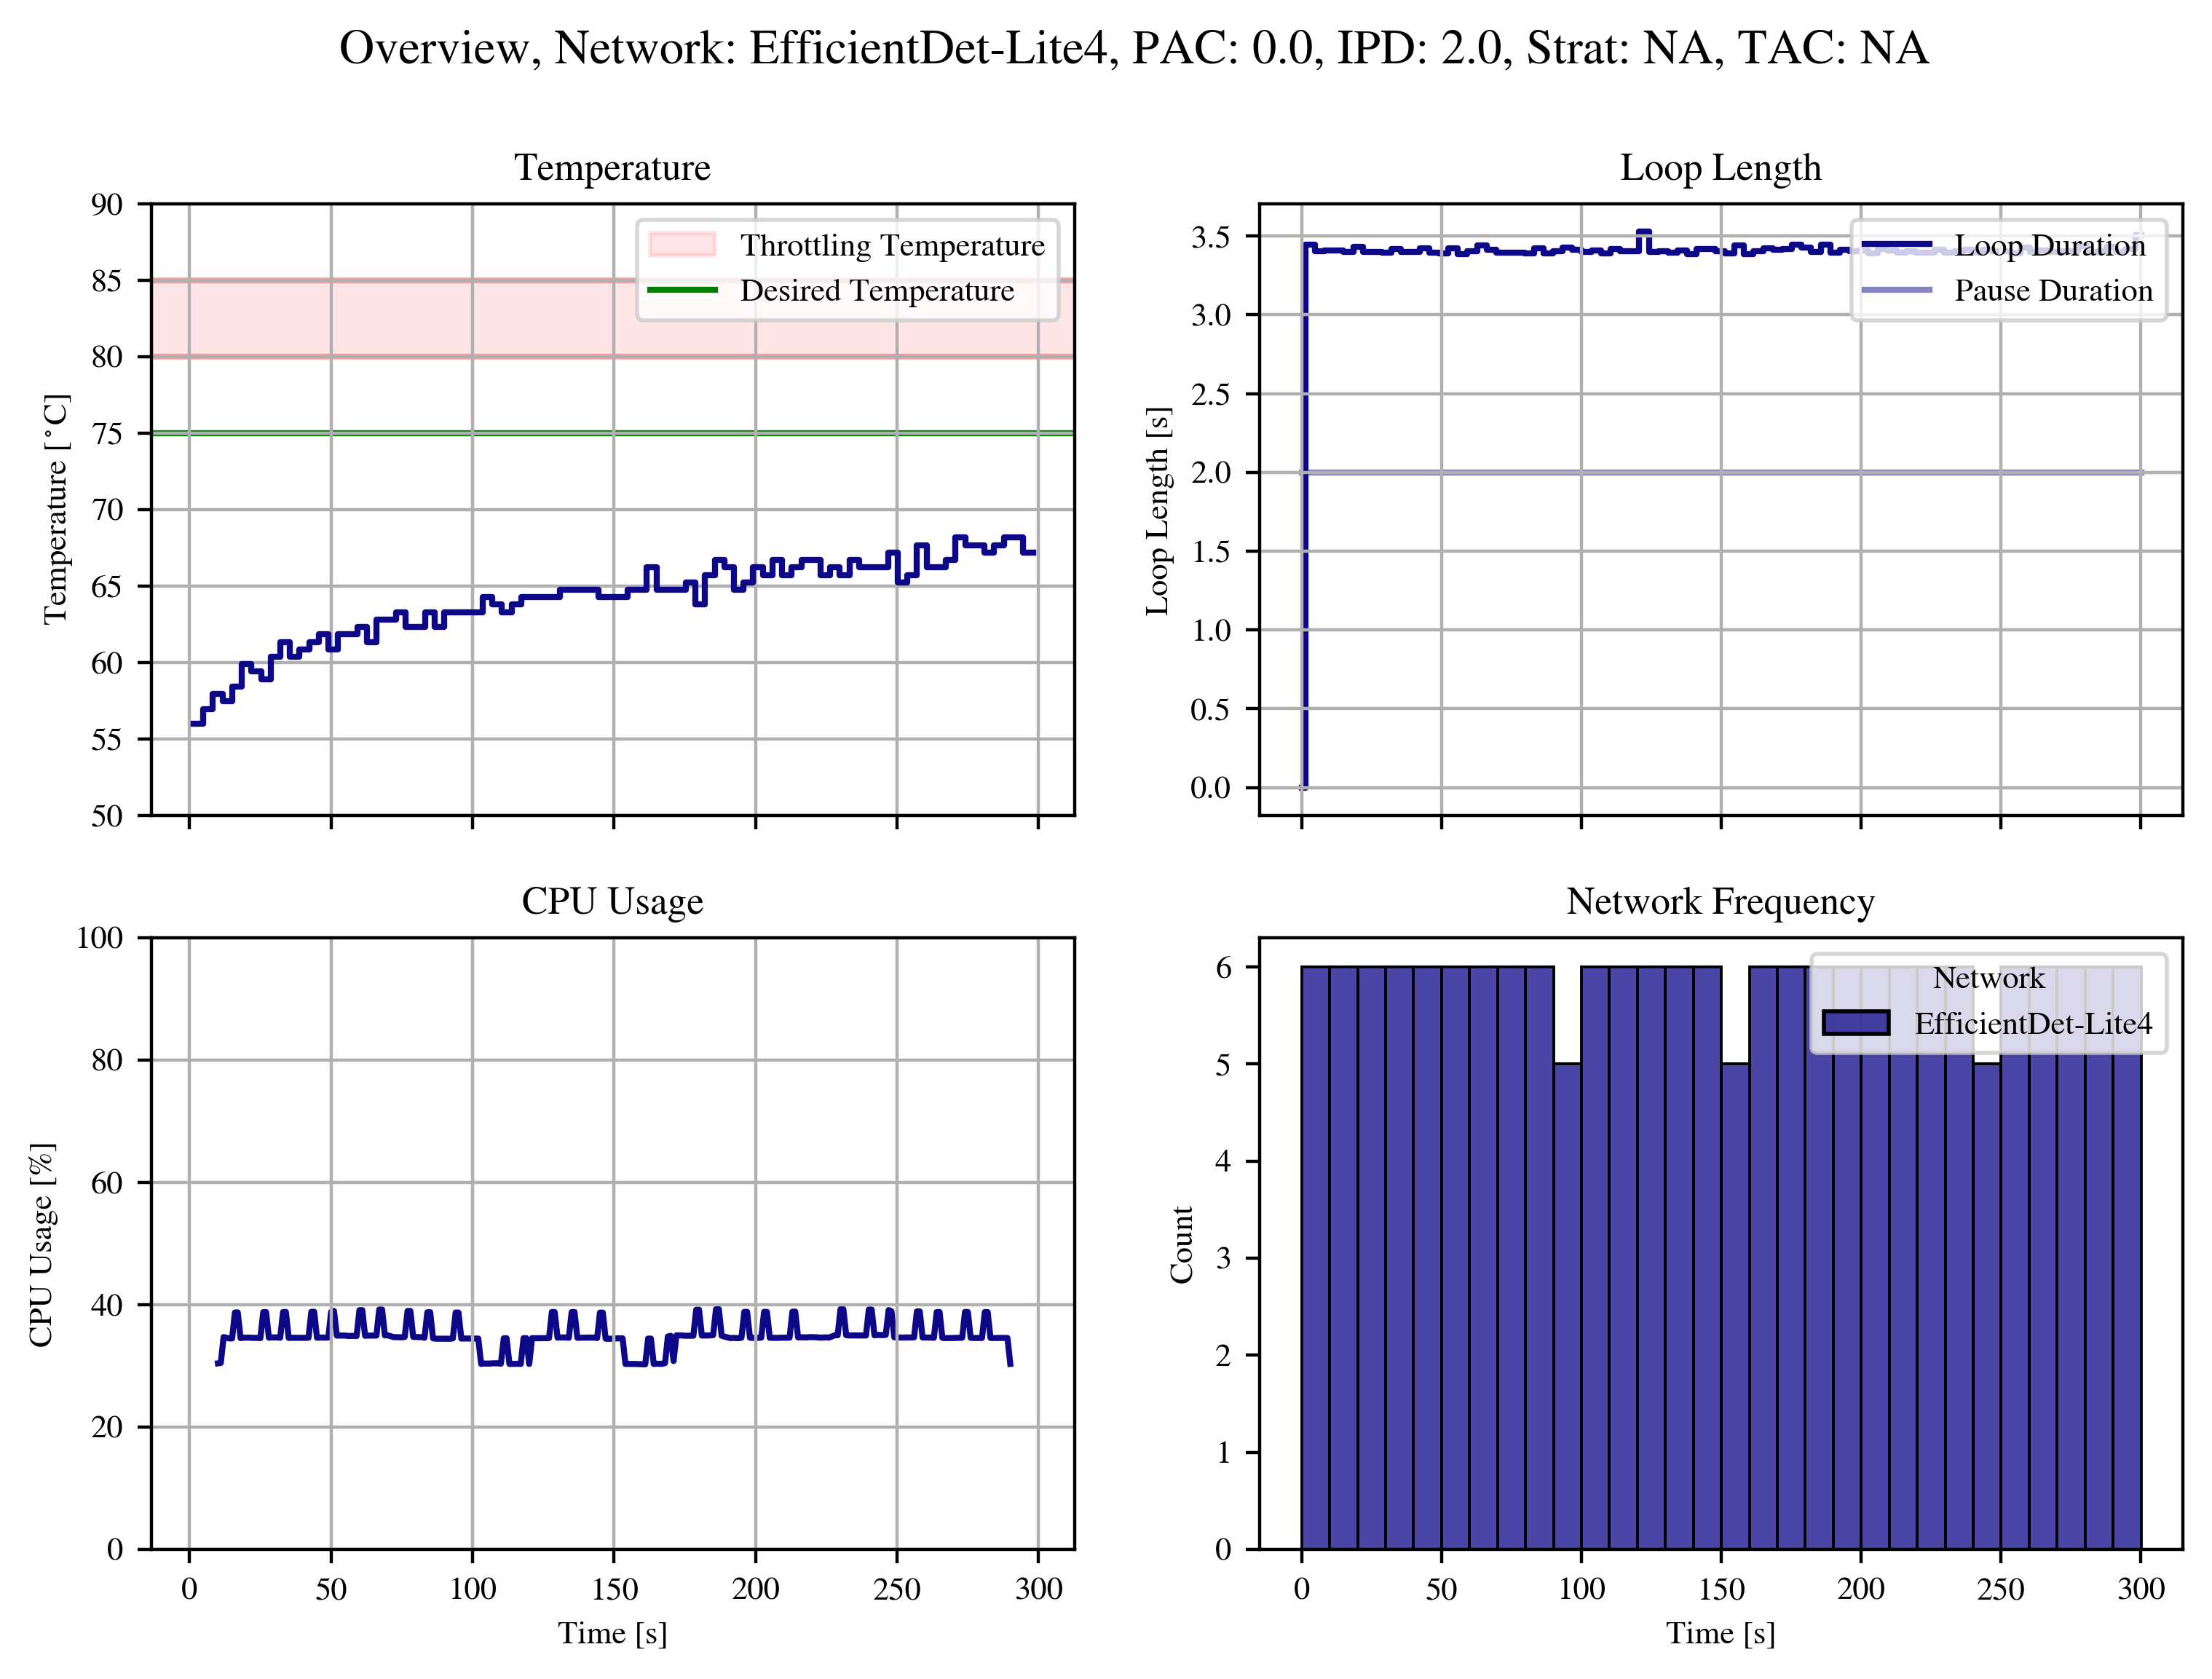 Overview, Network: EfficientDet-Lite4, PAC: 0.0, IPD: 2.0, Strat: NA, TAC: NA
Temperature
90
85
80
75
70
65
60
55
50
Temperature [°C]
Throttling Temperature
Desired Temperature
Loop Length
3.5
3.0
2.5
2.0
1.5
1.0
0.5
0.0
Loop Length [s]
Loop Duration
Pause Duration
CPU Usage
100
80
60
40
20
0
CPU Usage [%]
0 50 100 150 200 250 300
Time [s]
Network Frequency
6
5
4
3
2
1
0
Count
Network
EfficientDet-Lite4
0 50 100 150 200 250 300
Time [s]